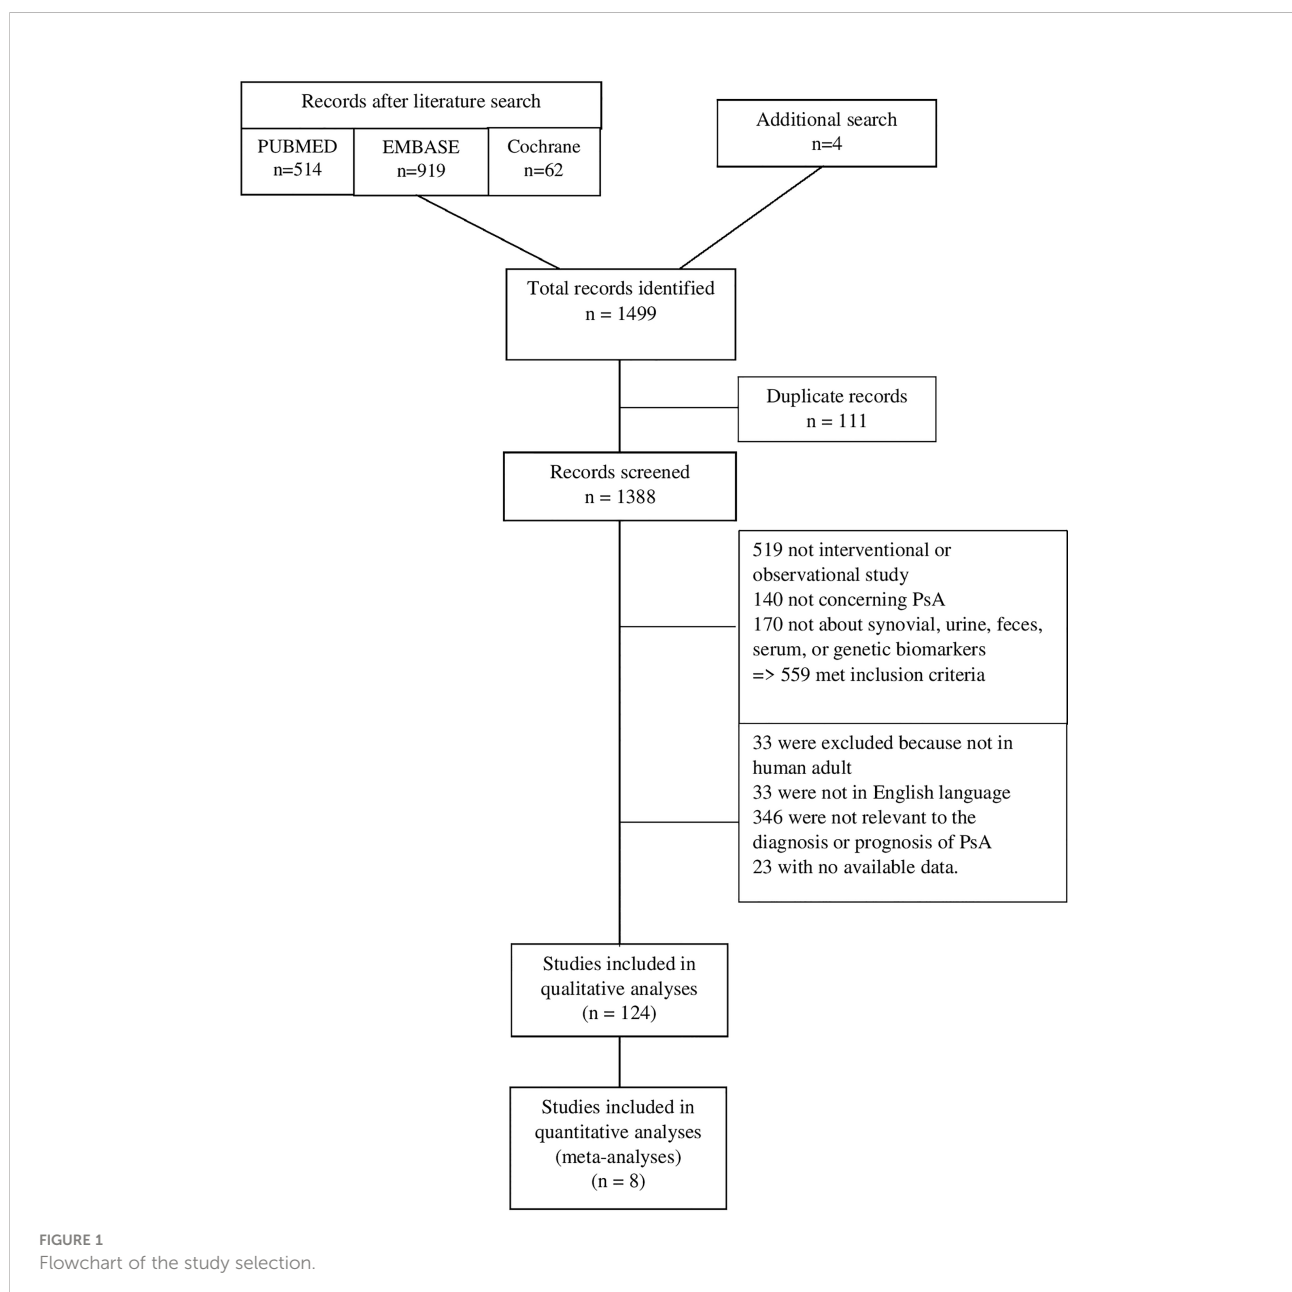 Records after literature search
PUBMED
n=514
EMBASE
n=919
Cochrane
n=62
Additional search
n=4
Total records identified
n = 1499
Duplicate records
n = 111
Records screened
n = 1388
519 not interventional or
observational study
140 not concerning PsA
170 not about synovial, urine, feces,
serum, or genetic biomarkers
=> 559 met inclusion criteria
33 were excluded because not in
human adult
33 were not in English language
346 were not relevant to the
diagnosis or prognosis of PsA
23 with no available data.
Studies included in
qualitative analyses
(n = 124)
Studies included in
quantitative analyses
(meta-analyses)
(n = 8)
FIGURE 1
Flowchart of the study selection.